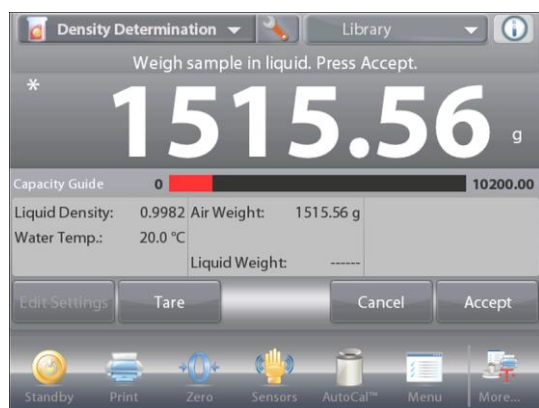 Density Determination Library
Weigh sample in liquid. Press Accept.
* 1515.56 g
Capacity Guide 0 10200.00
Liquid Density: 0.9982 Air Weight: 1515.56 g
Water Temp.: 20.0 °C
Liquid Weight: ------
Edit Settings Tare Cancel Accept
Standby Print Zero Sensors AutoCal™ Menu More...